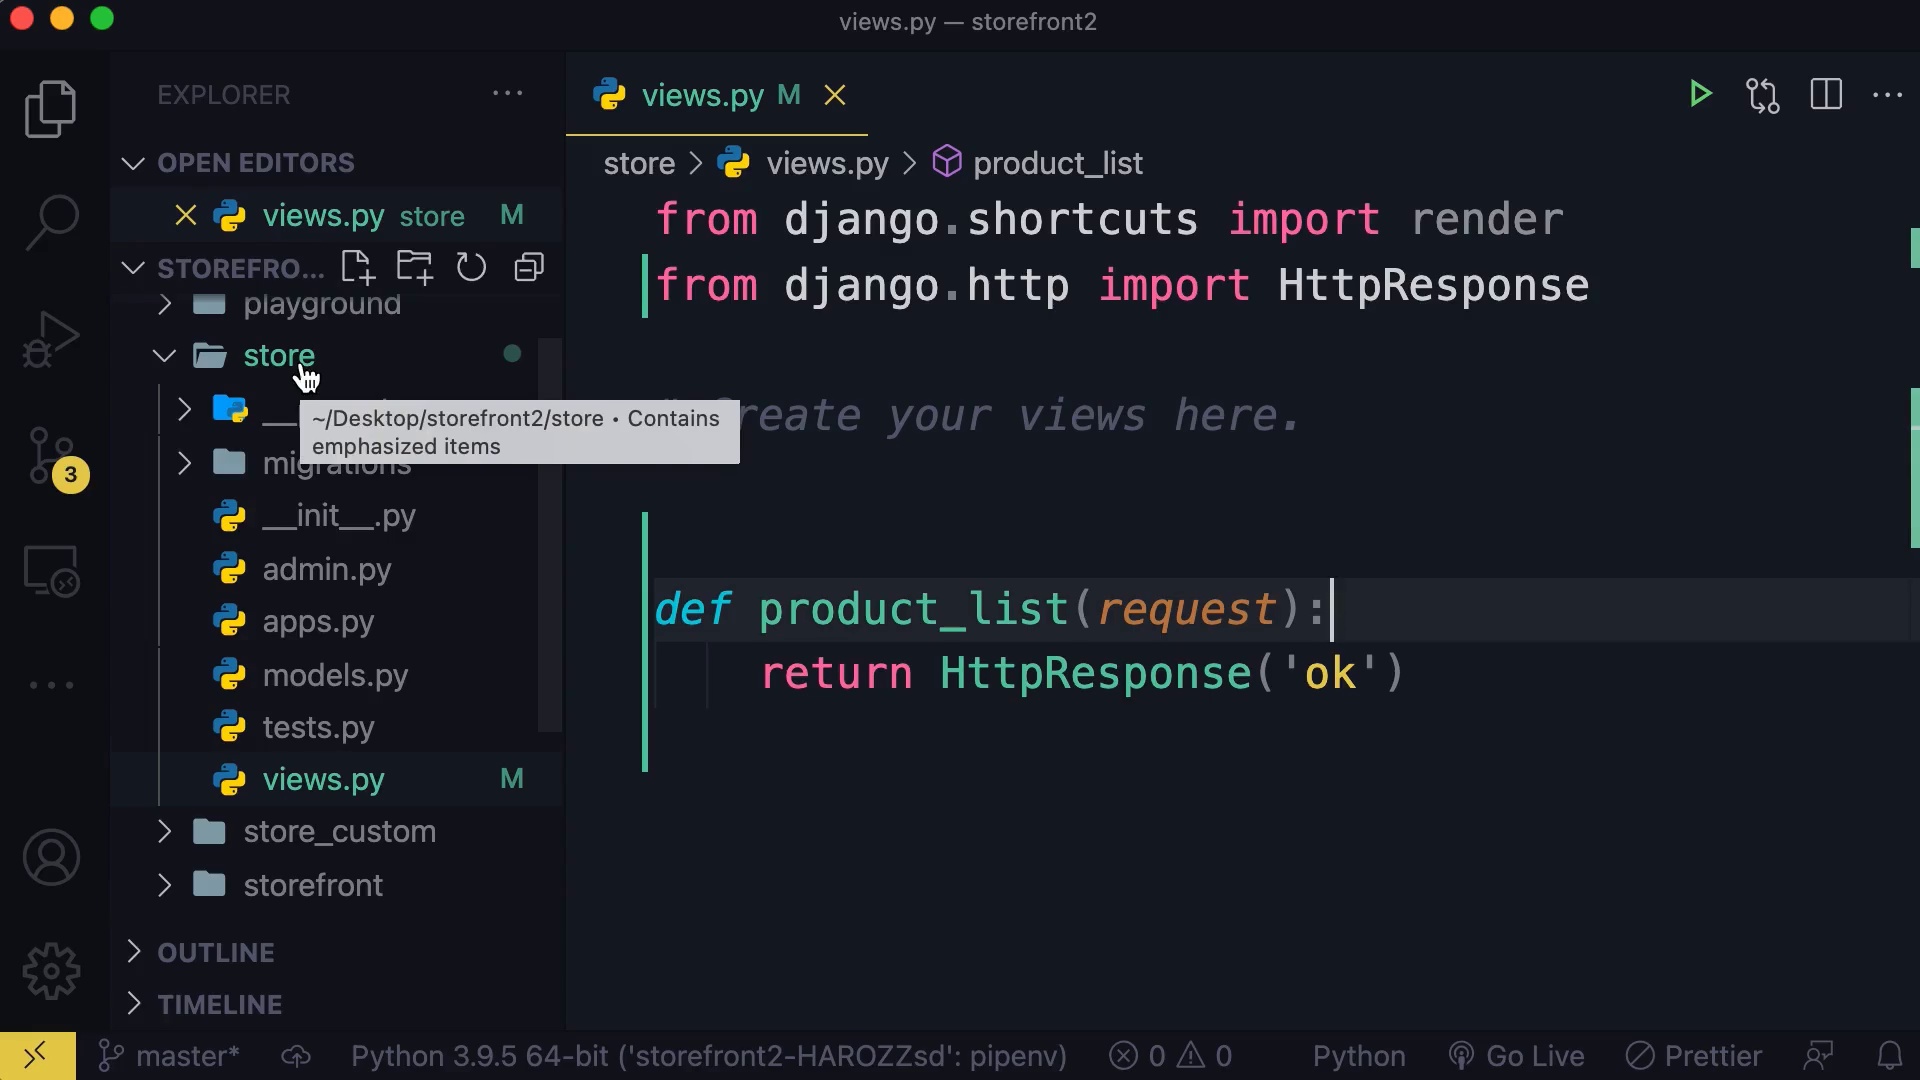 views.py — storefront2
EXPLORER
OPEN EDITORS
views.py store M
STOREFRO...
playground
store
~/Desktop/storefront2/store • Contains
emphasized items
migrations
__init__.py
admin.py
apps.py
models.py
tests.py
views.py M
store_custom
storefront
OUTLINE
TIMELINE
3
views.py M
store > views.py > product_list
from django.shortcuts import render
from django.http import HttpResponse
reate your views here.
def product_list(request):
return HttpResponse('ok')
master* Python 3.9.5 64-bit ('storefront2-HAROZZsd': pipenv) 0 0 Python Go Live Prettier